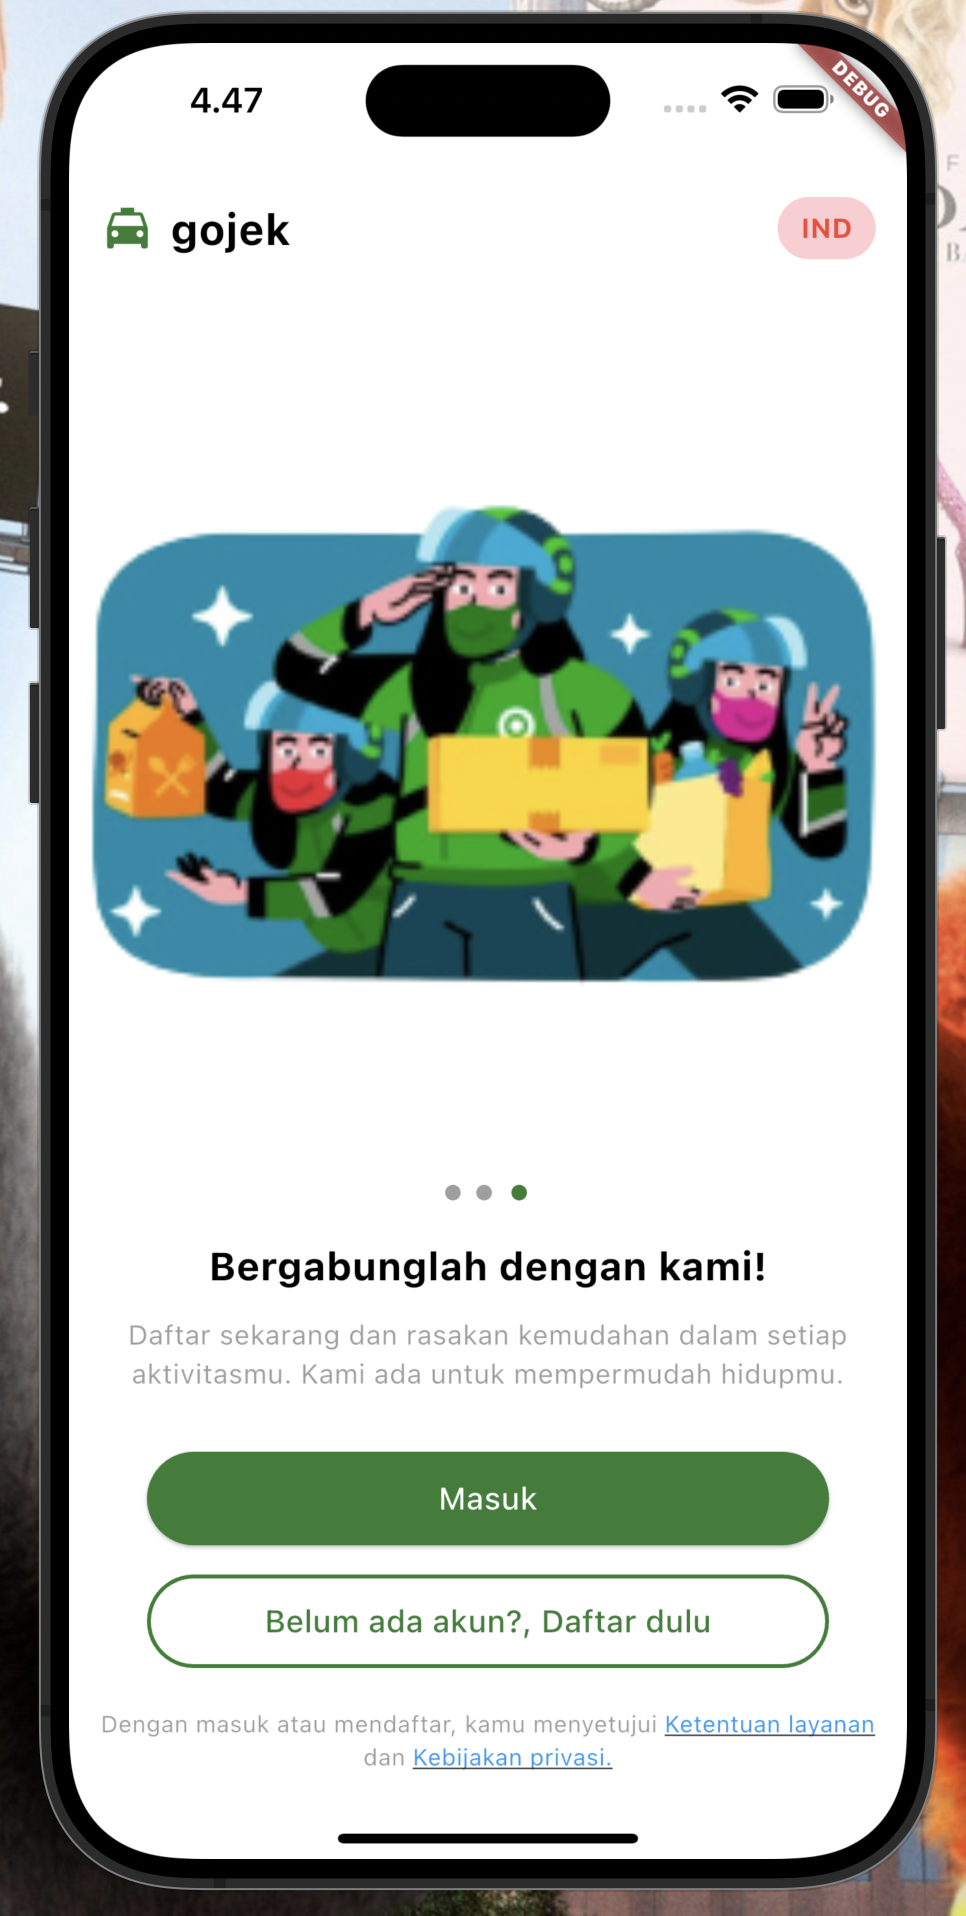 4.47
DEBUG
gojek
IND
Bergabunglah dengan kami!
Daftar sekarang dan rasakan kemudahan dalam setiap
aktivitasmu. Kami ada untuk mempermudah hidupmu.
Masuk
Belum ada akun?, Daftar dulu
Dengan masuk atau mendaftar, kamu menyetujui Ketentuan layanan
dan Kebijakan privasi.